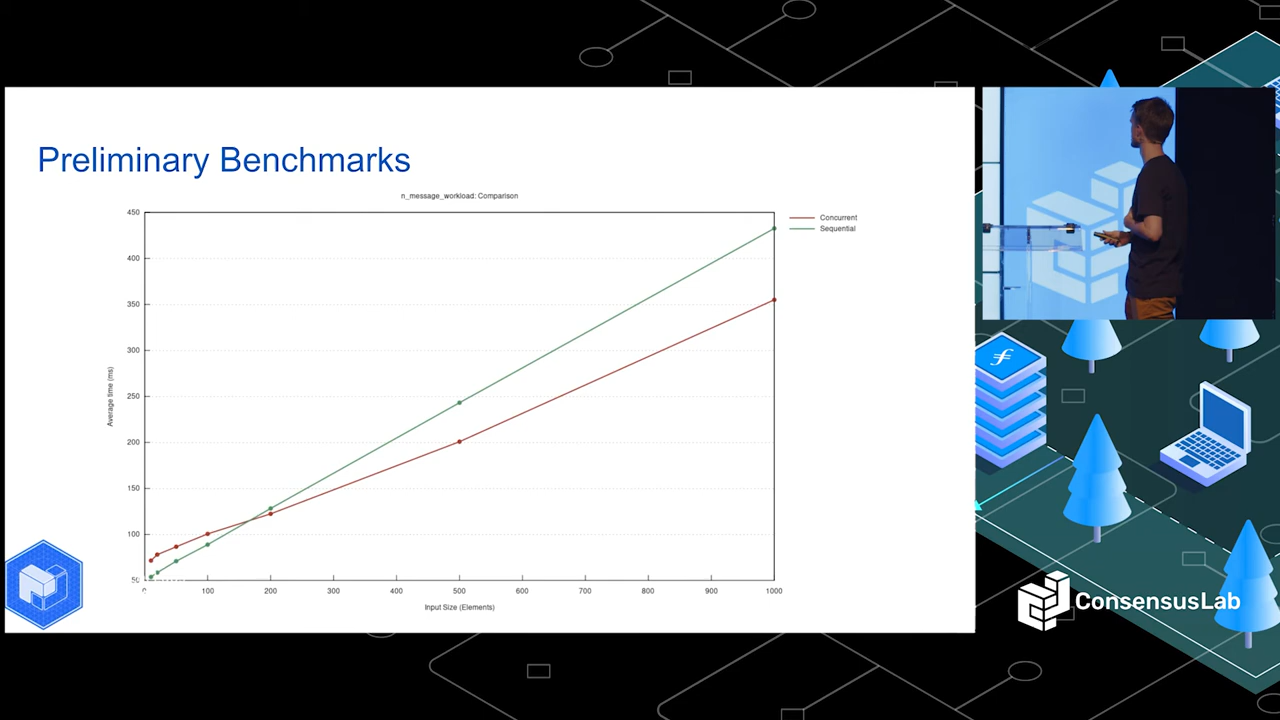 Preliminary Benchmarks
n_message_workload: Comparison
Concurrent
Sequential
450
400
350
300
250
200
150
100
50
Average time (ms)
100 200 300 400 500 600 700 800 900 1000
Input Size (Elements)
ConsensusLab